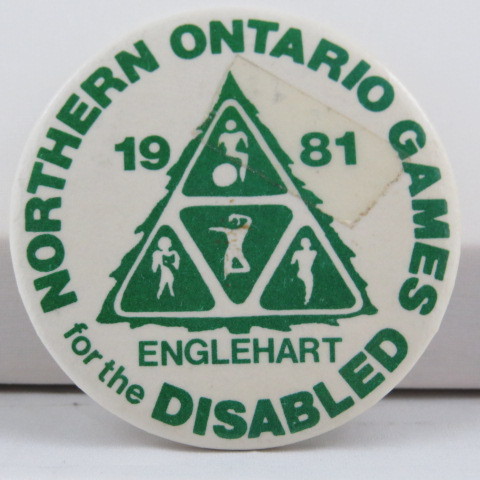 NORTHERN ONTARIO GAMES
for the DISABLED
19 81
ENGLEHART